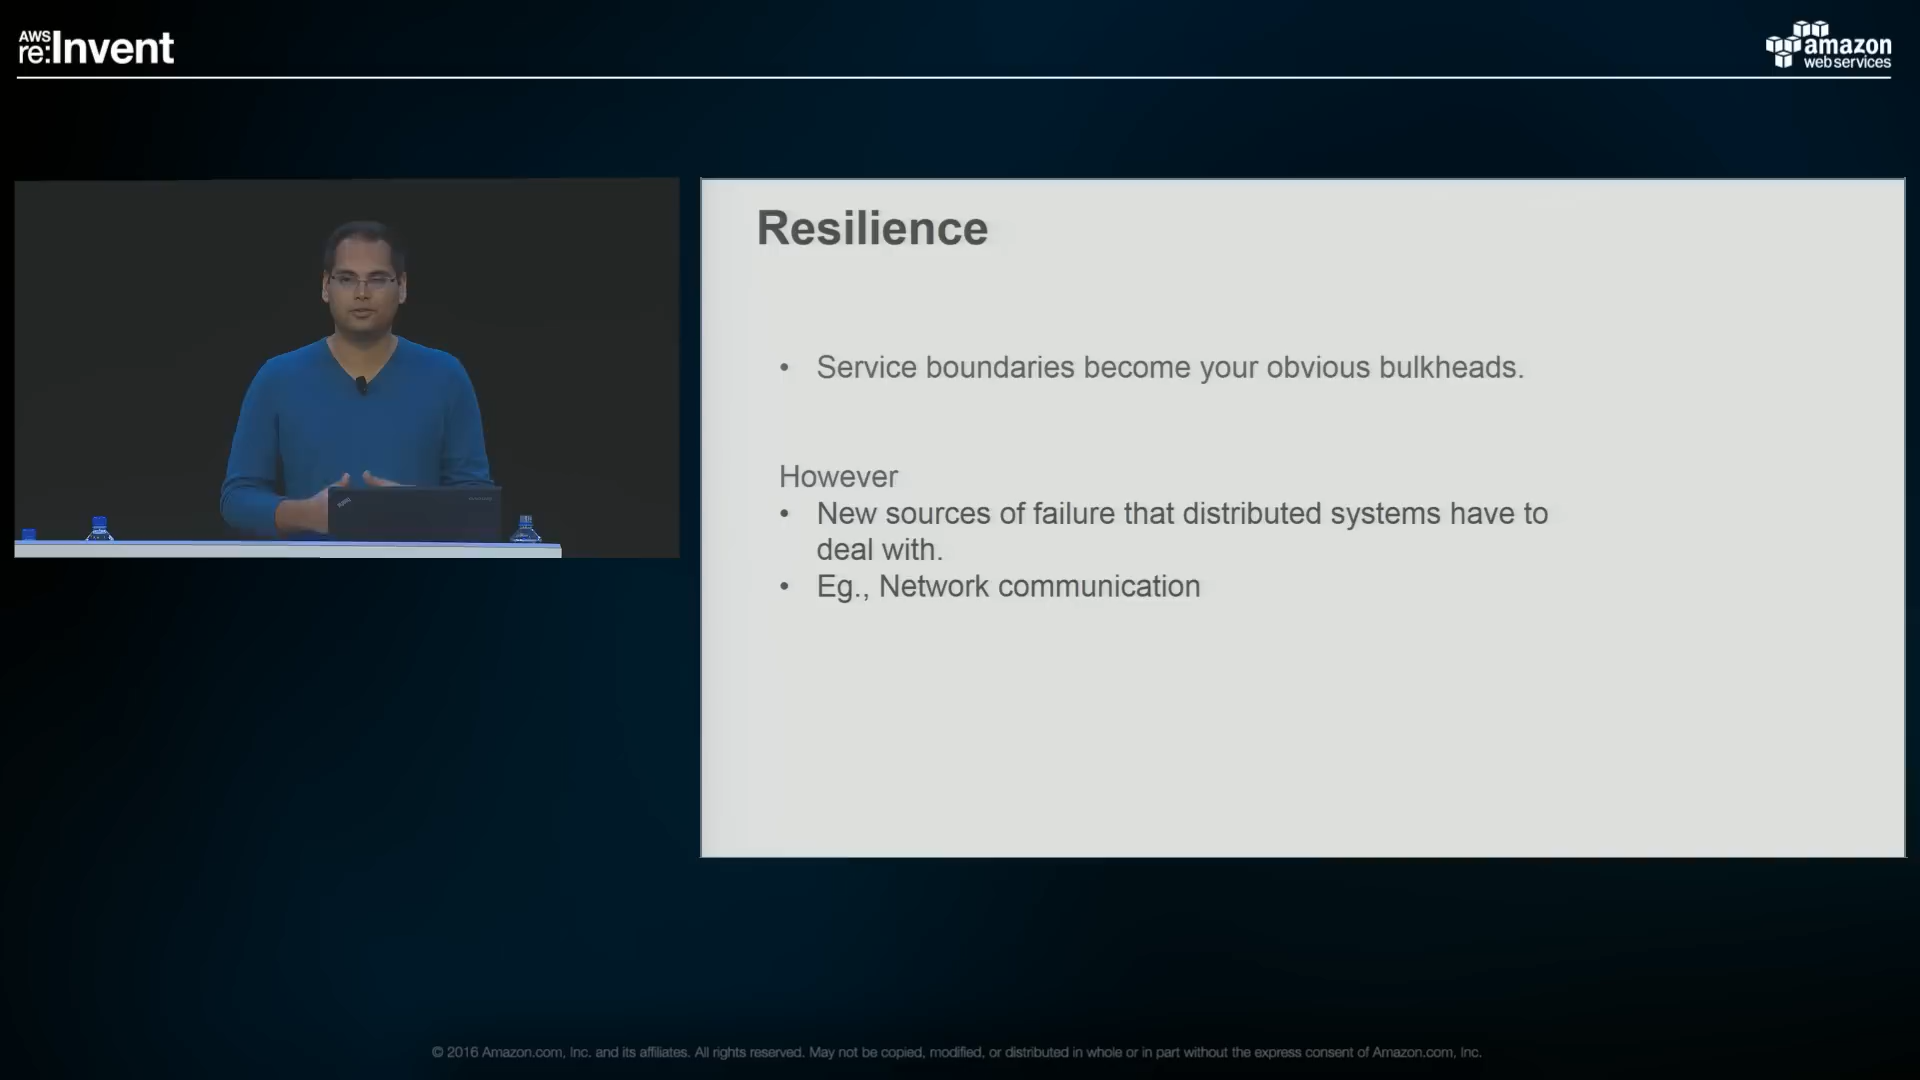 AWS
re:Invent
amazon
webservices
Resilience
• Service boundaries become your obvious bulkheads.
However
• New sources of failure that distributed systems have to
deal with.
• Eg., Network communication
© 2016 Amazon.com, Inc. and its affiliates. All rights reserved. May not be copied, modified, or distributed in whole or in part without the express consent of Amazon.com, Inc.